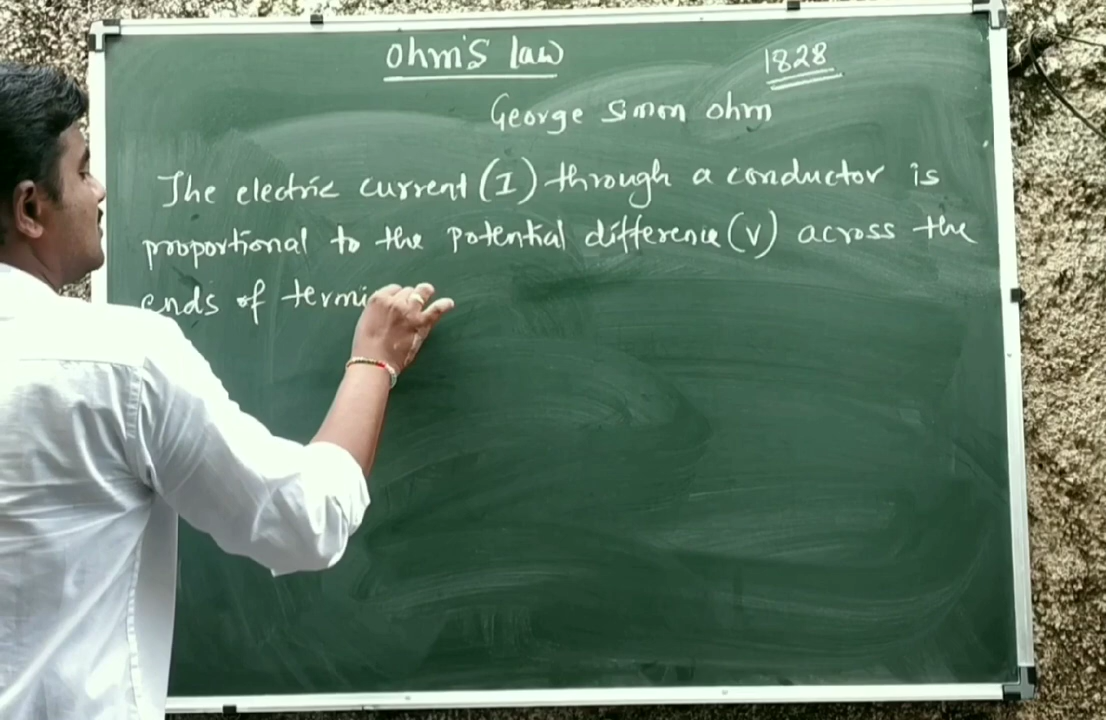 ohm's law
1828
George Simon ohm
The electric current (I) through a conductor is
proportional to the potential difference (V) across the
ends of termi